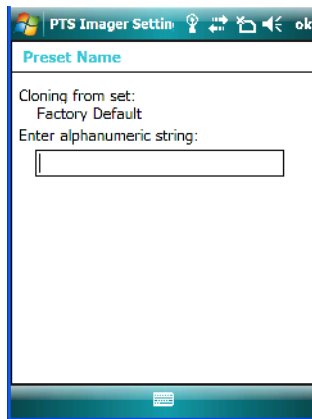 PTS Imager Settin ok
Preset Name
Cloning from set:
Factory Default
Enter alphanumeric string: